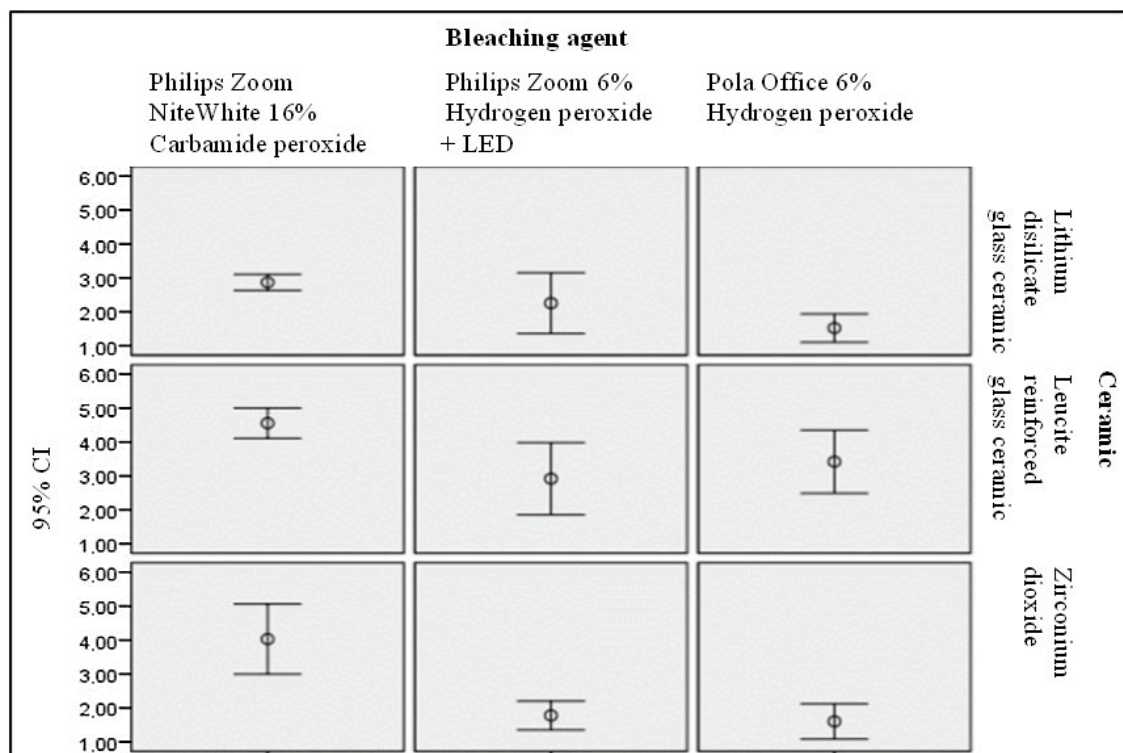 Bleaching agent
Philips Zoom
NiteWhite 16%
Carbamide peroxide
Philips Zoom 6%
Hydrogen peroxide
+ LED
Pola Office 6%
Hydrogen peroxide
95% CI
6.00
5.00
4.00
3.00
2.00
1.00
6.00
5.00
4.00
3.00
2.00
1.00
6.00
5.00
4.00
3.00
2.00
1.00
Lithium
disilicate
glass ceramic
Leucite
reinforced
glass ceramic
Zirconium
dioxide
Ceramic